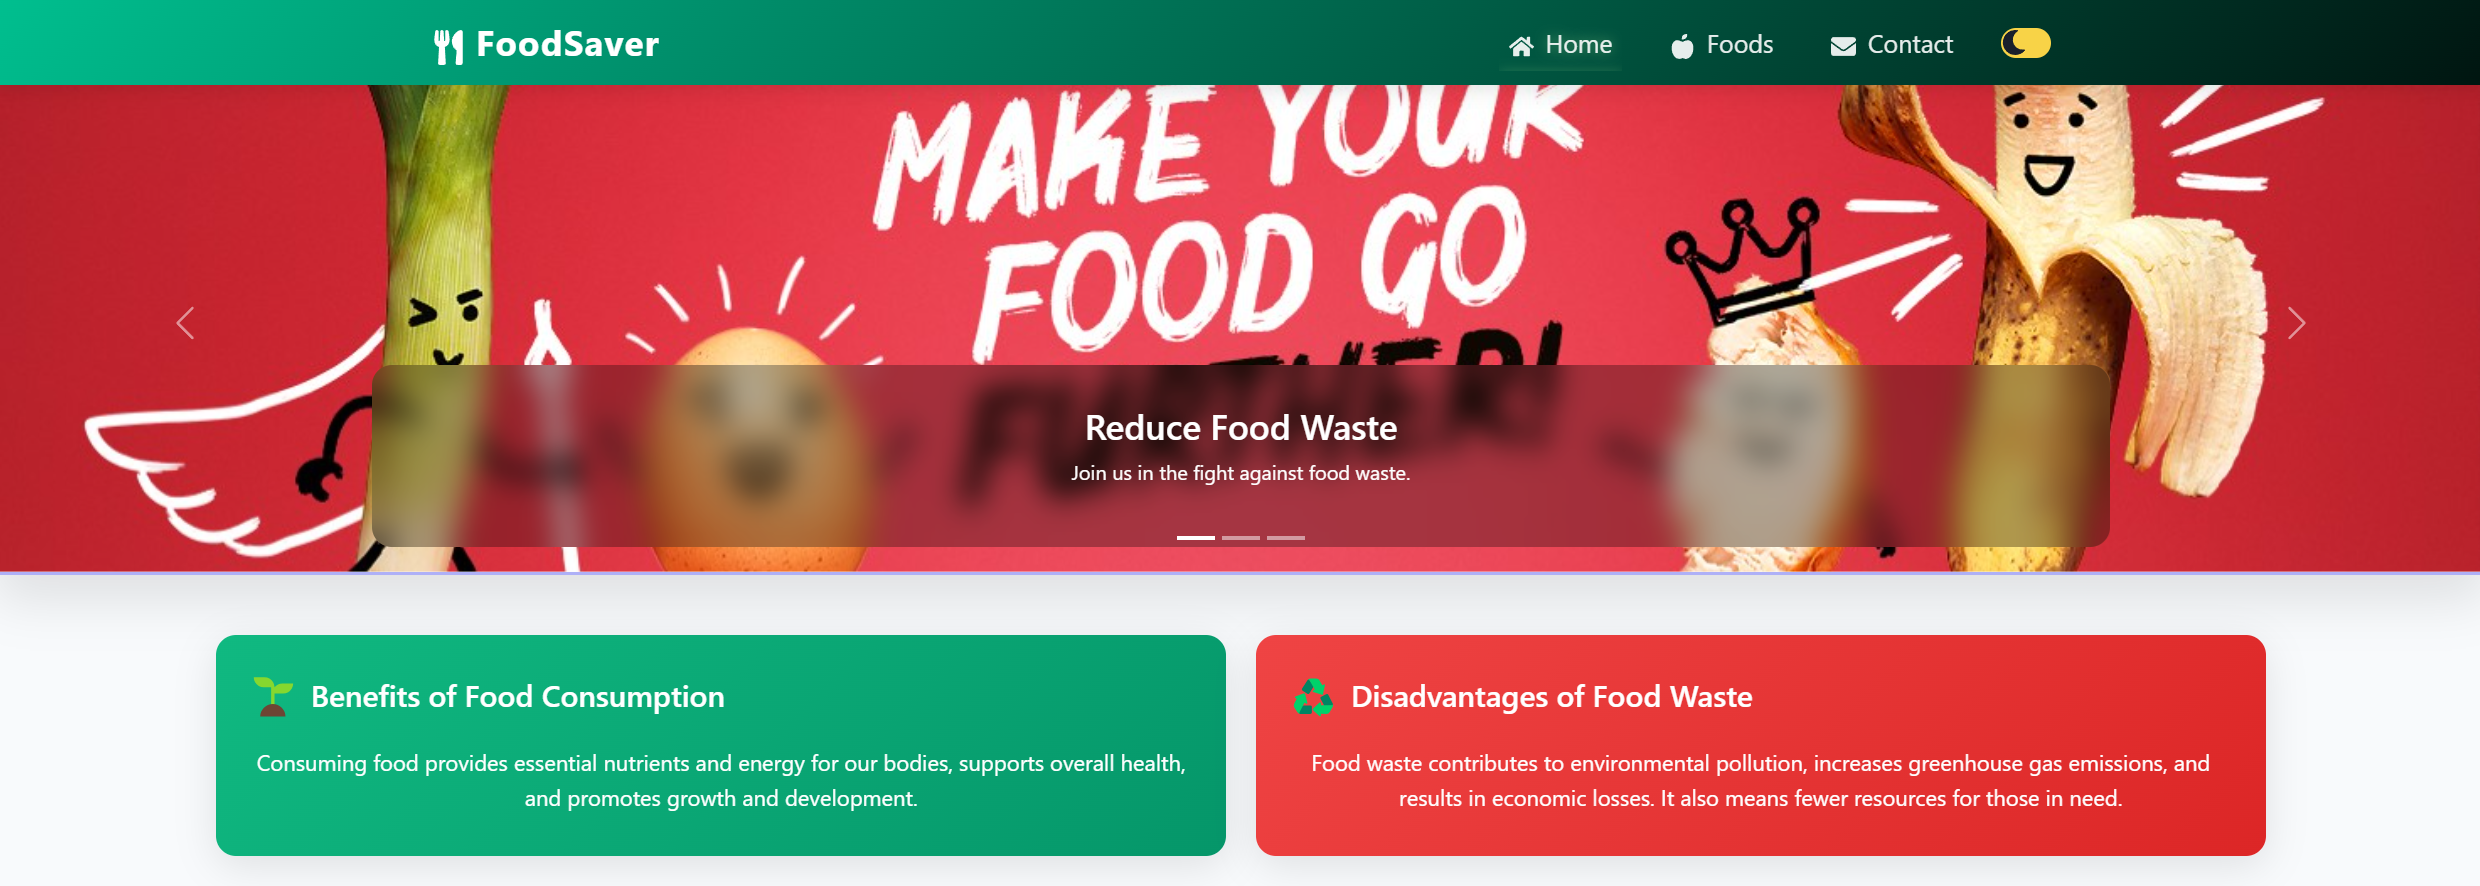 FoodSaver
Home
Foods
Contact
MAKE YOUR
FOOD GO
FURTHER!
Reduce Food Waste
Join us in the fight against food waste.
Benefits of Food Consumption
Consuming food provides essential nutrients and energy for our bodies, supports overall health,
and promotes growth and development.
Disadvantages of Food Waste
Food waste contributes to environmental pollution, increases greenhouse gas emissions, and
results in economic losses. It also means fewer resources for those in need.